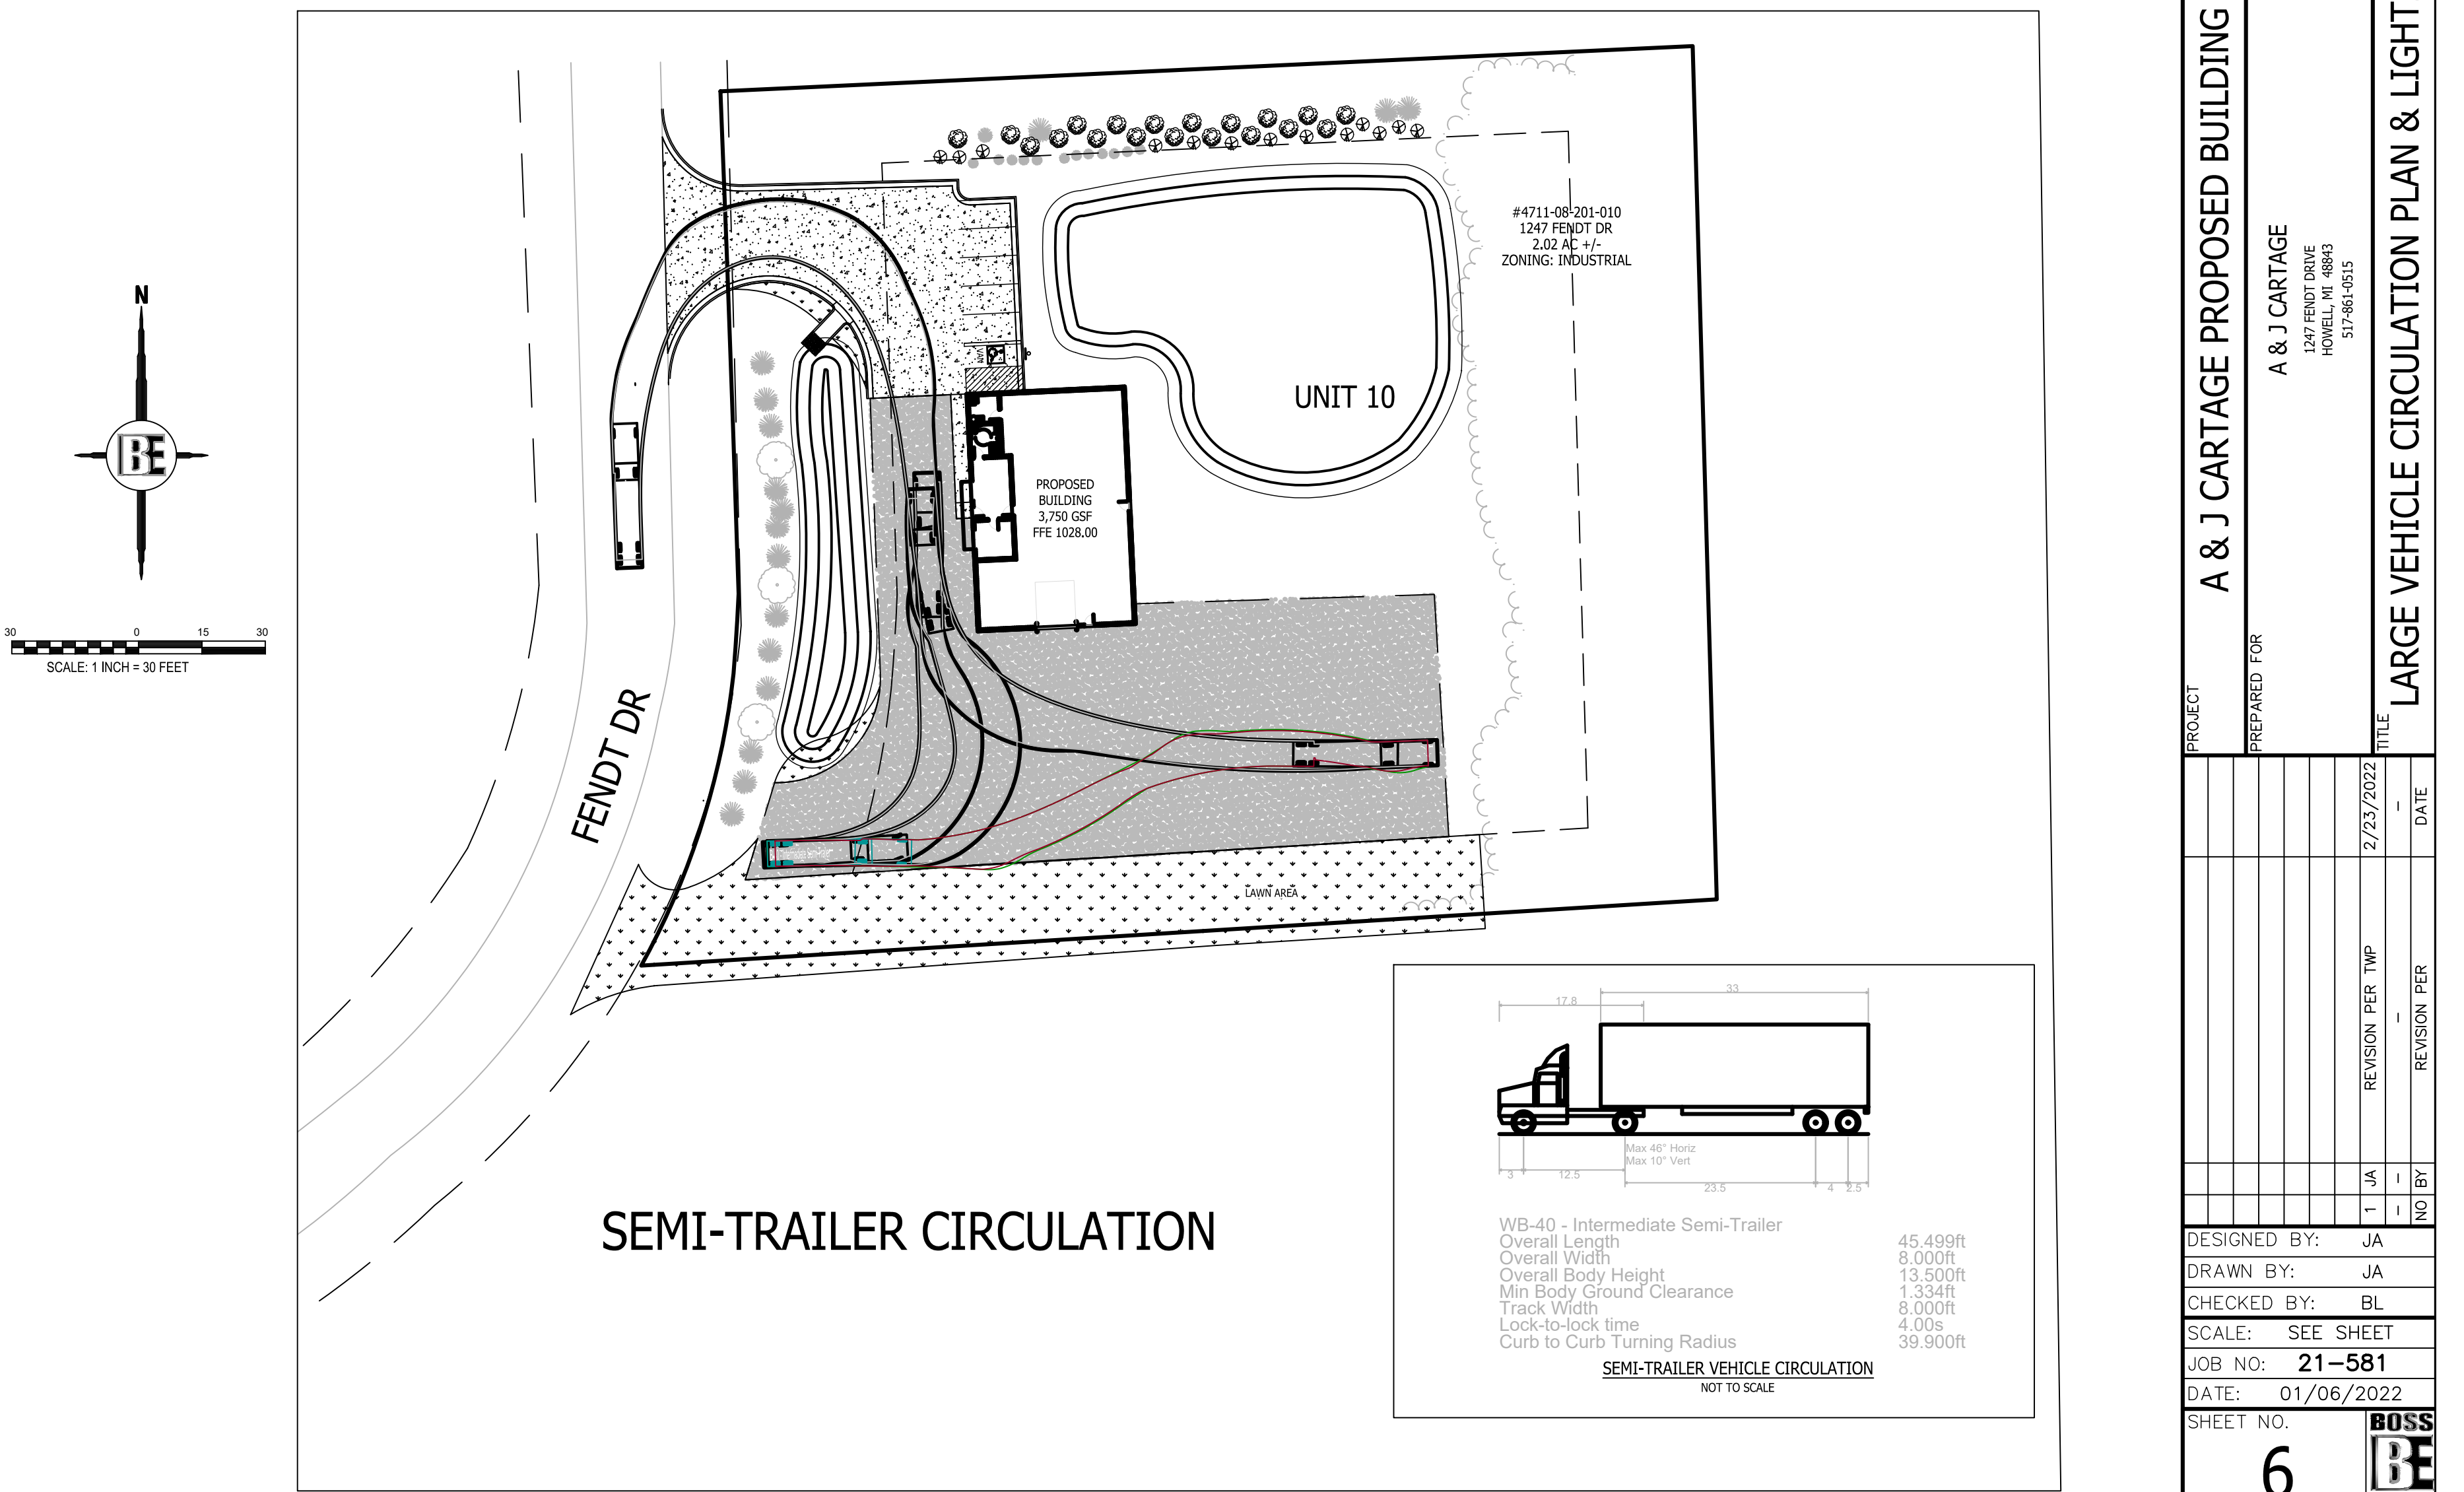 N
BE
30 0 15 30
SCALE: 1 INCH = 30 FEET
#4711-08-201-010
1247 FENDT DR
2.02 AC +/-
ZONING: INDUSTRIAL
VAN
UNIT 10
PROPOSED
BUILDING
3,750 GSF
FFE 1028.00
FENDT DR
LAWN AREA
SEMI-TRAILER CIRCULATION
17.8
33
Max 46° Horiz
Max 10° Vert
3
12.5
23.5
4
2.5
WB-40 - Intermediate Semi-Trailer
Overall Length 45.499ft
Overall Width 8.000ft
Overall Body Height 13.500ft
Min Body Ground Clearance 1.334ft
Track Width 8.000ft
Lock-to-lock time 4.00s
Curb to Curb Turning Radius 39.900ft
SEMI-TRAILER VEHICLE CIRCULATION
NOT TO SCALE
PROJECT
A & J CARTAGE PROPOSED BUILDING
PREPARED FOR
A & J CARTAGE
1247 FENDT DRIVE
HOWELL, MI 48843
517-861-0515
TITLE
LARGE VEHICLE CIRCULATION PLAN & LIGHT
1 JA REVISION PER TWP 2/23/2022
- - - -
NO BY REVISION PER DATE
DESIGNED BY: JA
DRAWN BY: JA
CHECKED BY: BL
SCALE: SEE SHEET
JOB NO: 21-581
DATE: 01/06/2022
SHEET NO.
6
BOSS
BE